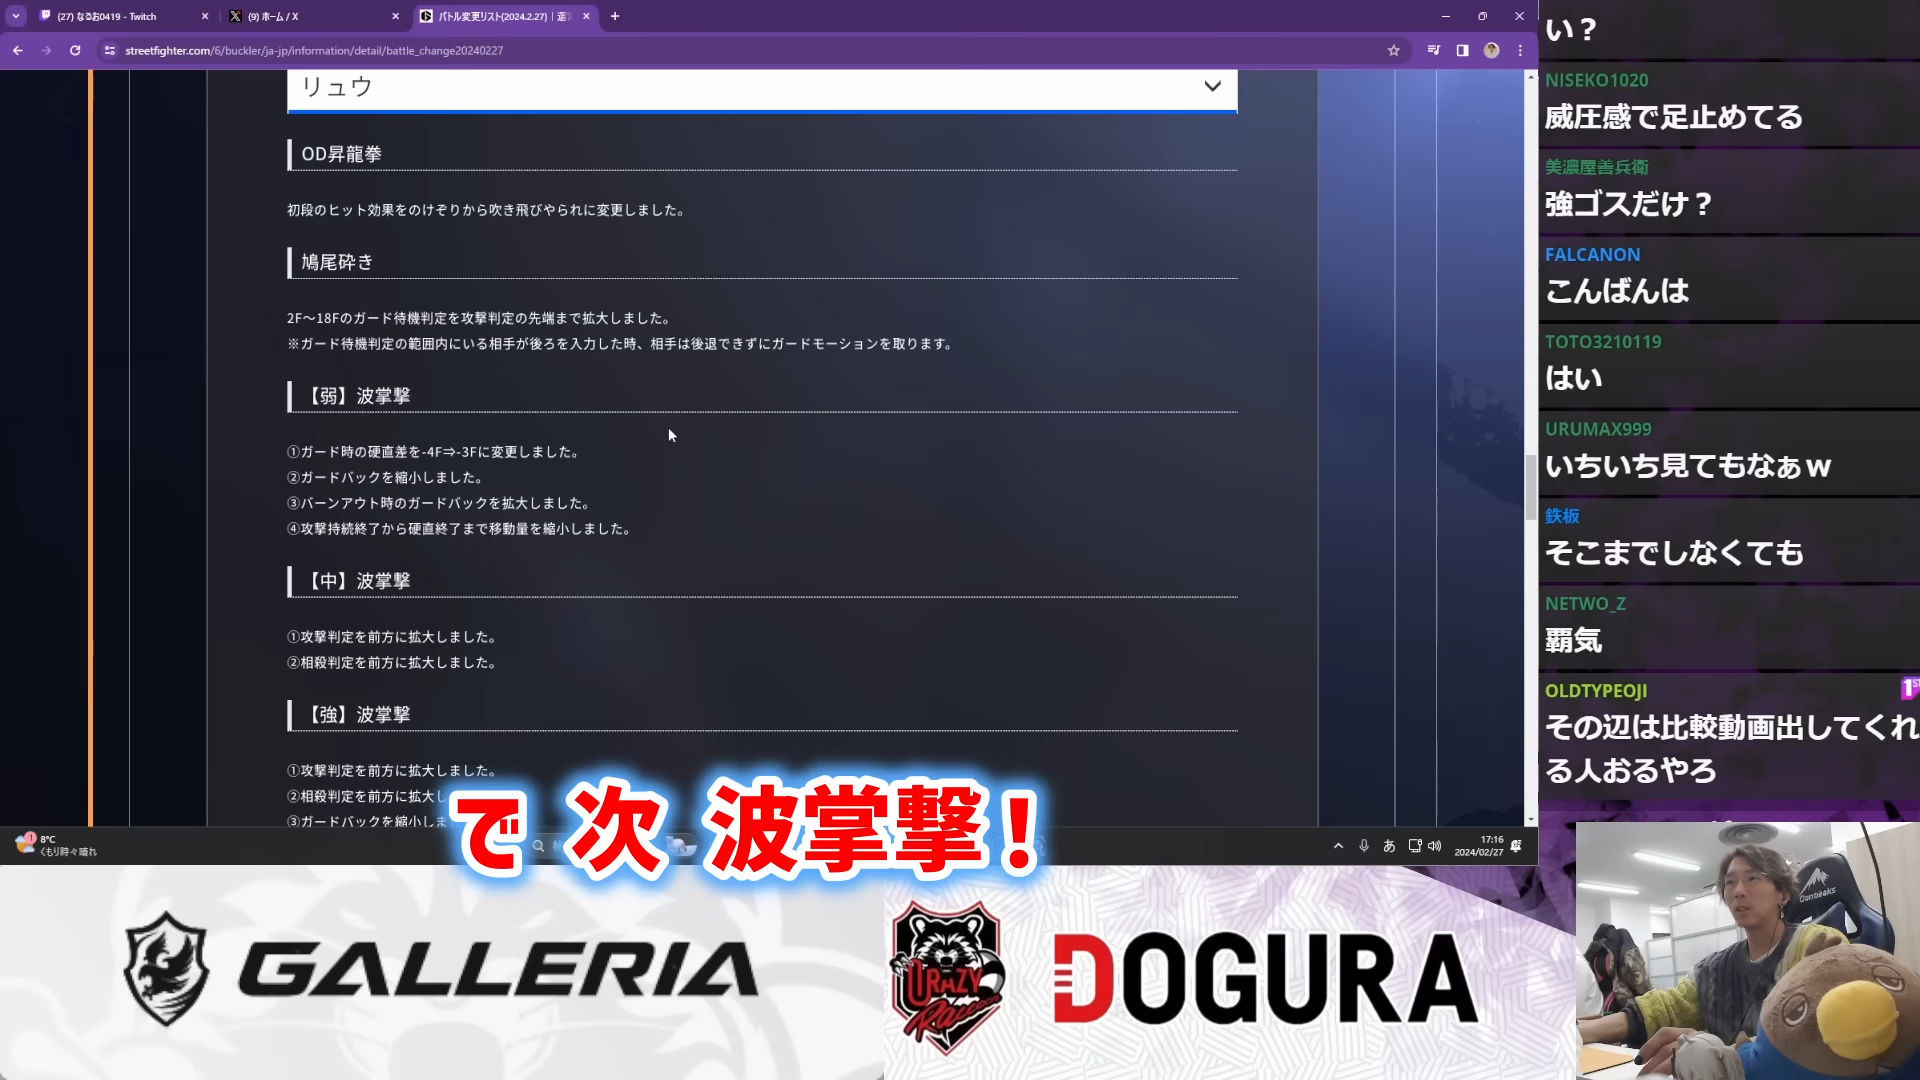 (27) なるお0419 - Twitch
(9) ホーム / X
バトル変更リスト(2024.2.27)
streetfighter.com/6/buckler/ja-jp/information/detail/battle_change20240227
リュウ
OD昇龍拳
初段のヒット効果をのけぞりから吹き飛びやられに変更しました。
鳩尾砕き
2F～18Fのガード待機判定を攻撃判定の先端まで拡大しました。
※ガード待機判定の範囲内にいる相手が後ろを入力した時、相手は後退できずにガードモーションを取ります。
【弱】波掌撃
①ガード時の硬直差を-4F⇒-3Fに変更しました。
②ガードバックを縮小しました。
③バーンアウト時のガードバックを拡大しました。
④攻撃持続終了から硬直終了まで移動量を縮小しました。
【中】波掌撃
①攻撃判定を前方に拡大しました。
②相殺判定を前方に拡大しました。
【強】波掌撃
①攻撃判定を前方に拡大しました。
②相殺判定を前方に拡大し
③ガードバックを縮小しま
で 次 波掌撃！
1
8°C
くもり時々晴れ
あ
17:16
2024/02/27
い？
NISEKO1020
威圧感で足止めてる
美濃屋善兵衛
強ゴスだけ？
FALCANON
こんばんは
TOTO3210119
はい
URUMAX999
いちいち見てもなぁｗ
鉄板
そこまでしなくても
NETWO_Z
覇気
OLDTYPEOJI
その辺は比較動画出してくれ
る人おるやろ
GALLERIA
CRAZY
Raccoon
DOGURA